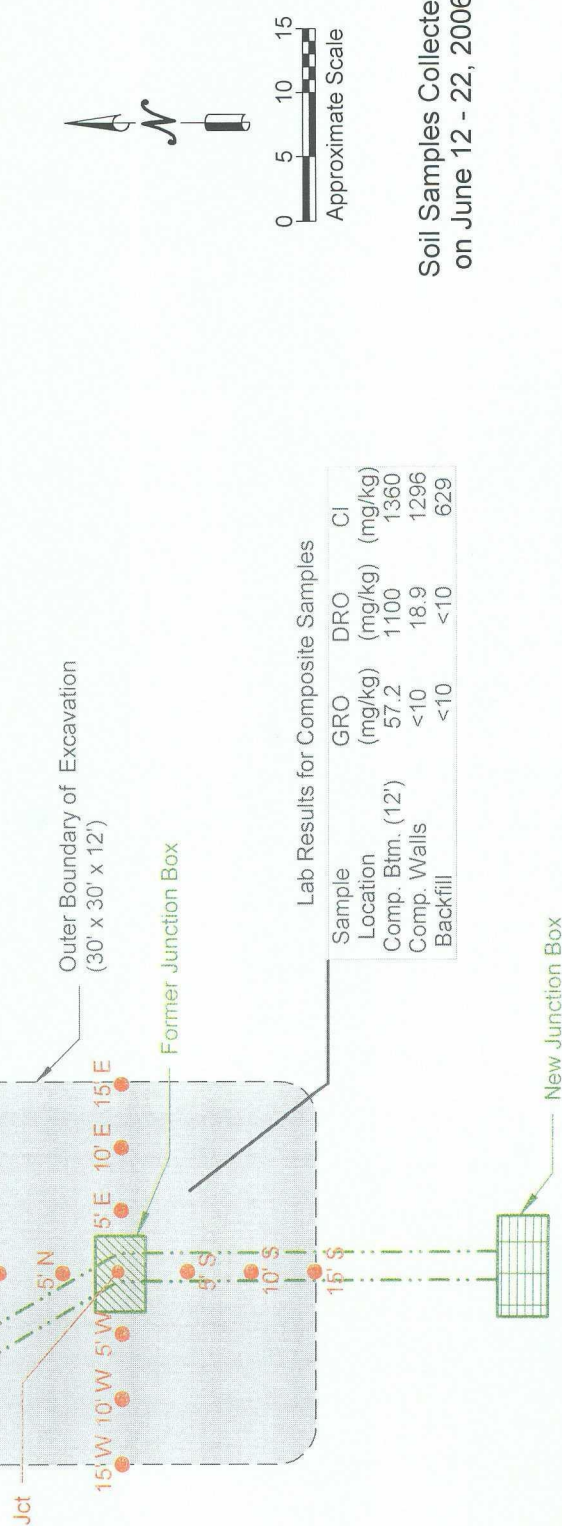 Jct
5' N
15' W 10' W 5' W
5' E 10' E 15' E
5' S
10' S
15' S
Outer Boundary of Excavation
(30' x 30' x 12')
Former Junction Box
Lab Results for Composite Samples
Sample GRO DRO Cl
Location (mg/kg) (mg/kg) (mg/kg)
Comp. Btm. (12') 57.2 1100 1360
Comp. Walls <10 18.9 1296
Backfill <10 <10 629
New Junction Box
N
0 5 10 15
Approximate Scale
Soil Samples Collecte
on June 12 - 22, 2006